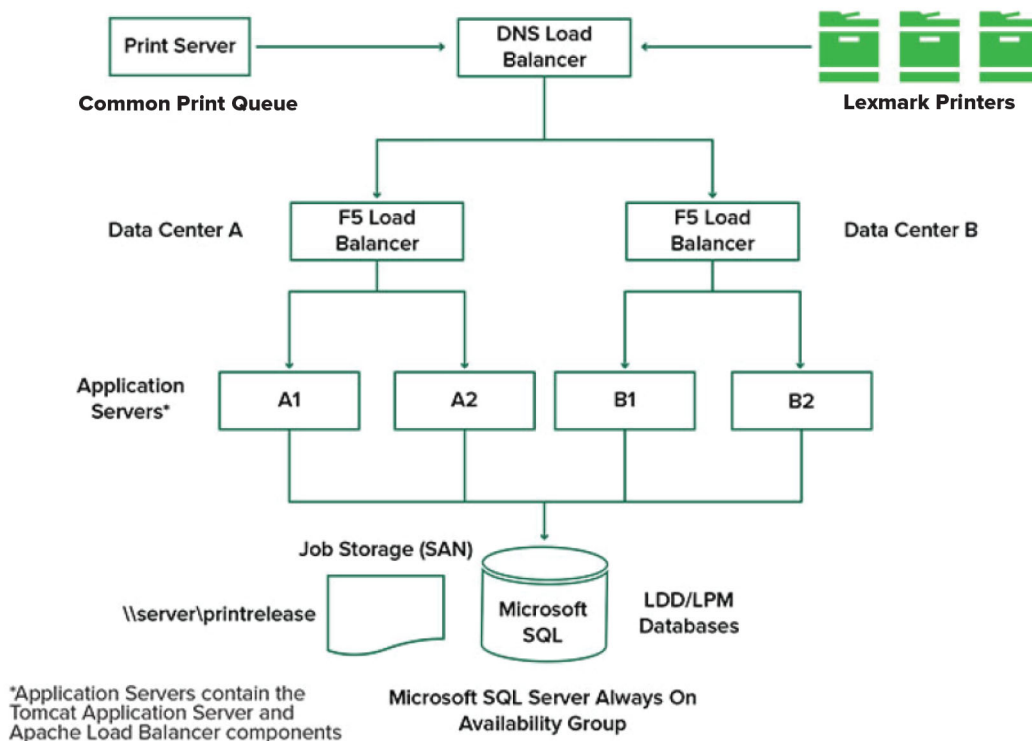 Print Server
DNS Load
Balancer
Common Print Queue
Lexmark Printers
Data Center A
F5 Load
Balancer
F5 Load
Balancer
Data Center B
Application
Servers*
A1
A2
B1
B2
Job Storage (SAN)
\\server\printrelease
Microsoft
SQL
LDD/LPM
Databases
*Application Servers contain the
Tomcat Application Server and
Apache Load Balancer components
Microsoft SQL Server Always On
Availability Group